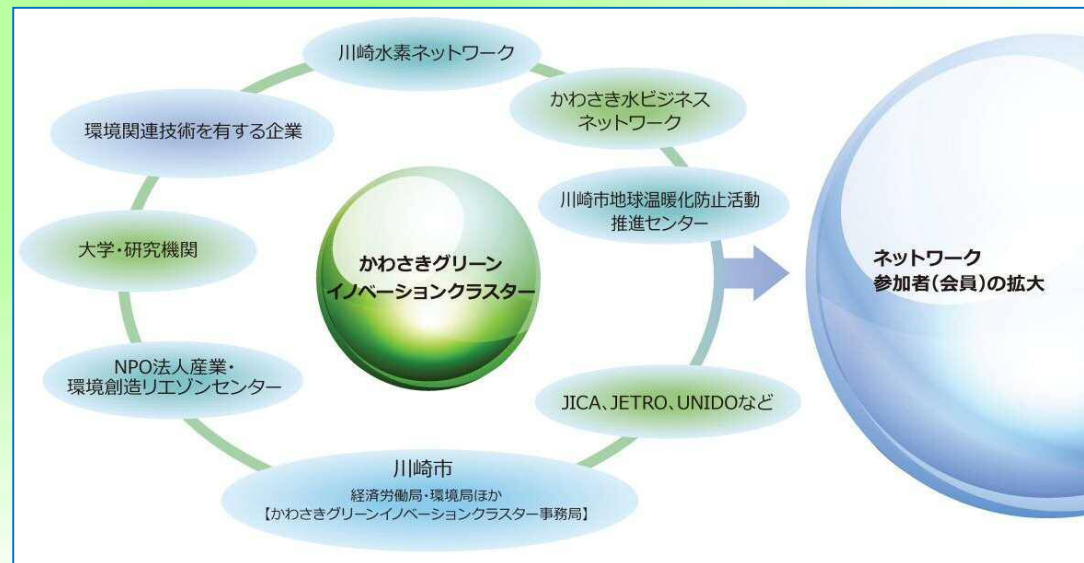 川崎水素ネットワーク
かわさき水ビジネス
ネットワーク
環境関連技術を有する企業
川崎市地球温暖化防止活動
推進センター
大学・研究機関
かわさきグリーン
イノベーションクラスター
ネットワーク
参加者(会員)の拡大
NPO法人産業・
環境創造リエゾンセンター
JICA、JETRO、UNIDOなど
川崎市
経済労働局・環境局ほか
【かわさきグリーンイノベーションクラスター事務局】